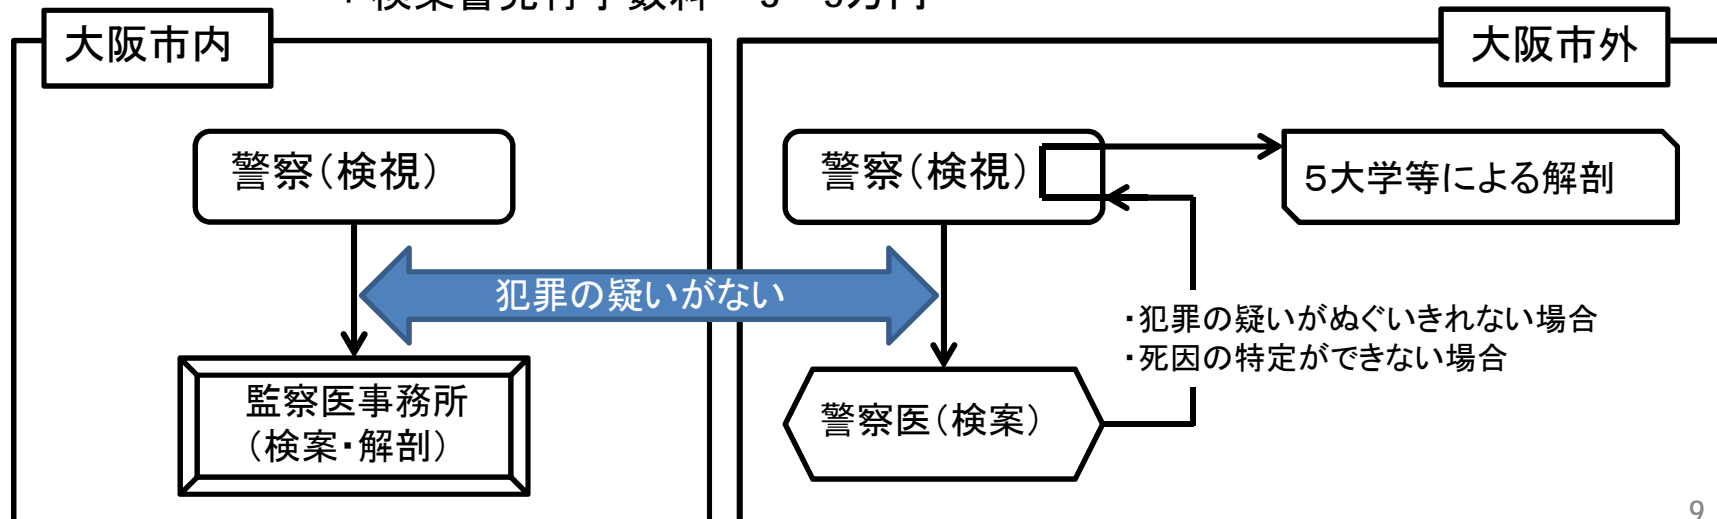 大阪市内
大阪市外
警察（検視）
警察（検視）
５大学等による解剖
犯罪の疑いがない
・犯罪の疑いがぬぐいきれない場合
・死因の特定ができない場合
監察医事務所
（検案・解剖）
警察医（検案）
9